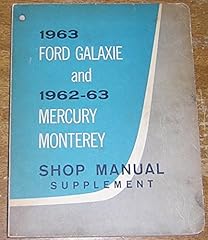 1963
FORD GALAXIE
and
1962-63
MERCURY
MONTEREY
SHOP MANUAL
SUPPLEMENT